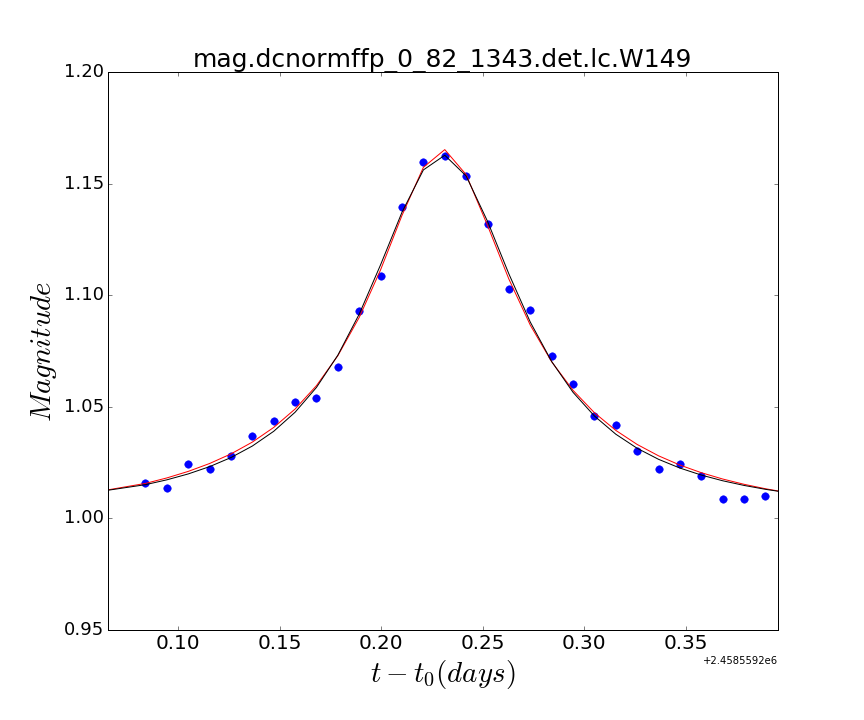 mag.dcnormffp_0_82_1343.det.lc.W149
1.20
1.15
1.10
1.05
1.00
0.95
Magnitude
0.10 0.15 0.20 0.25 0.30 0.35
+2.4585592e6
t − t₀(days)